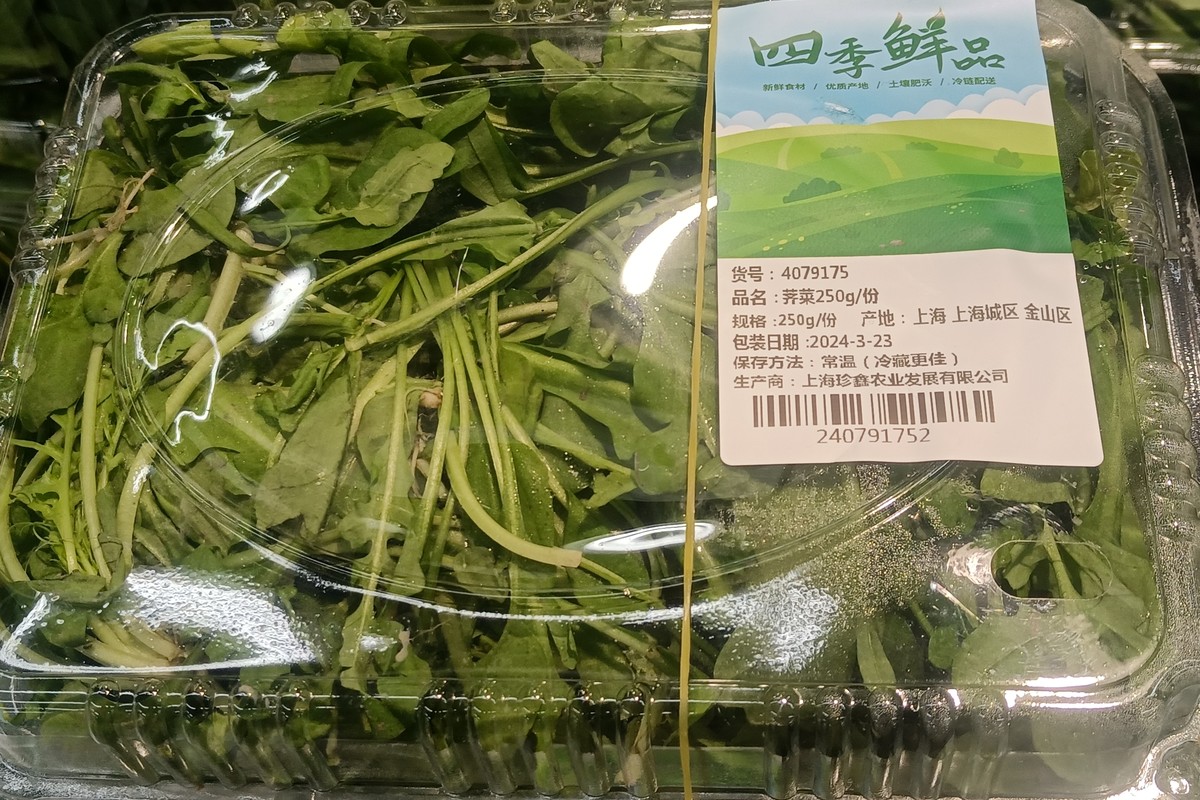 四季鲜品
新鲜食材 / 优质产地 / 土壤肥沃 / 冷链配送
货号：4079175
品名：荠菜250g/份
规格：250g/份 产地：上海 上海城区 金山区
包装日期：2024-3-23
保存方法：常温（冷藏更佳）
生产商：上海珍鑫农业发展有限公司
240791752